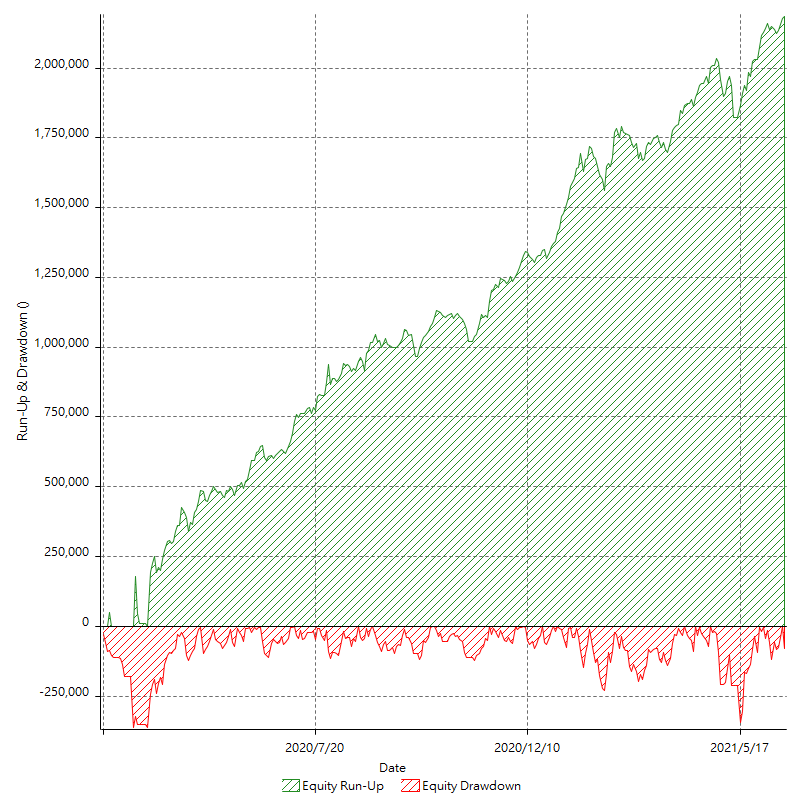 2,000,000
1,750,000
1,500,000
1,250,000
1,000,000
750,000
500,000
250,000
0
-250,000
Run-Up & Drawdown ()
2020/7/20 2020/12/10 2021/5/17
Date
Equity Run-Up Equity Drawdown